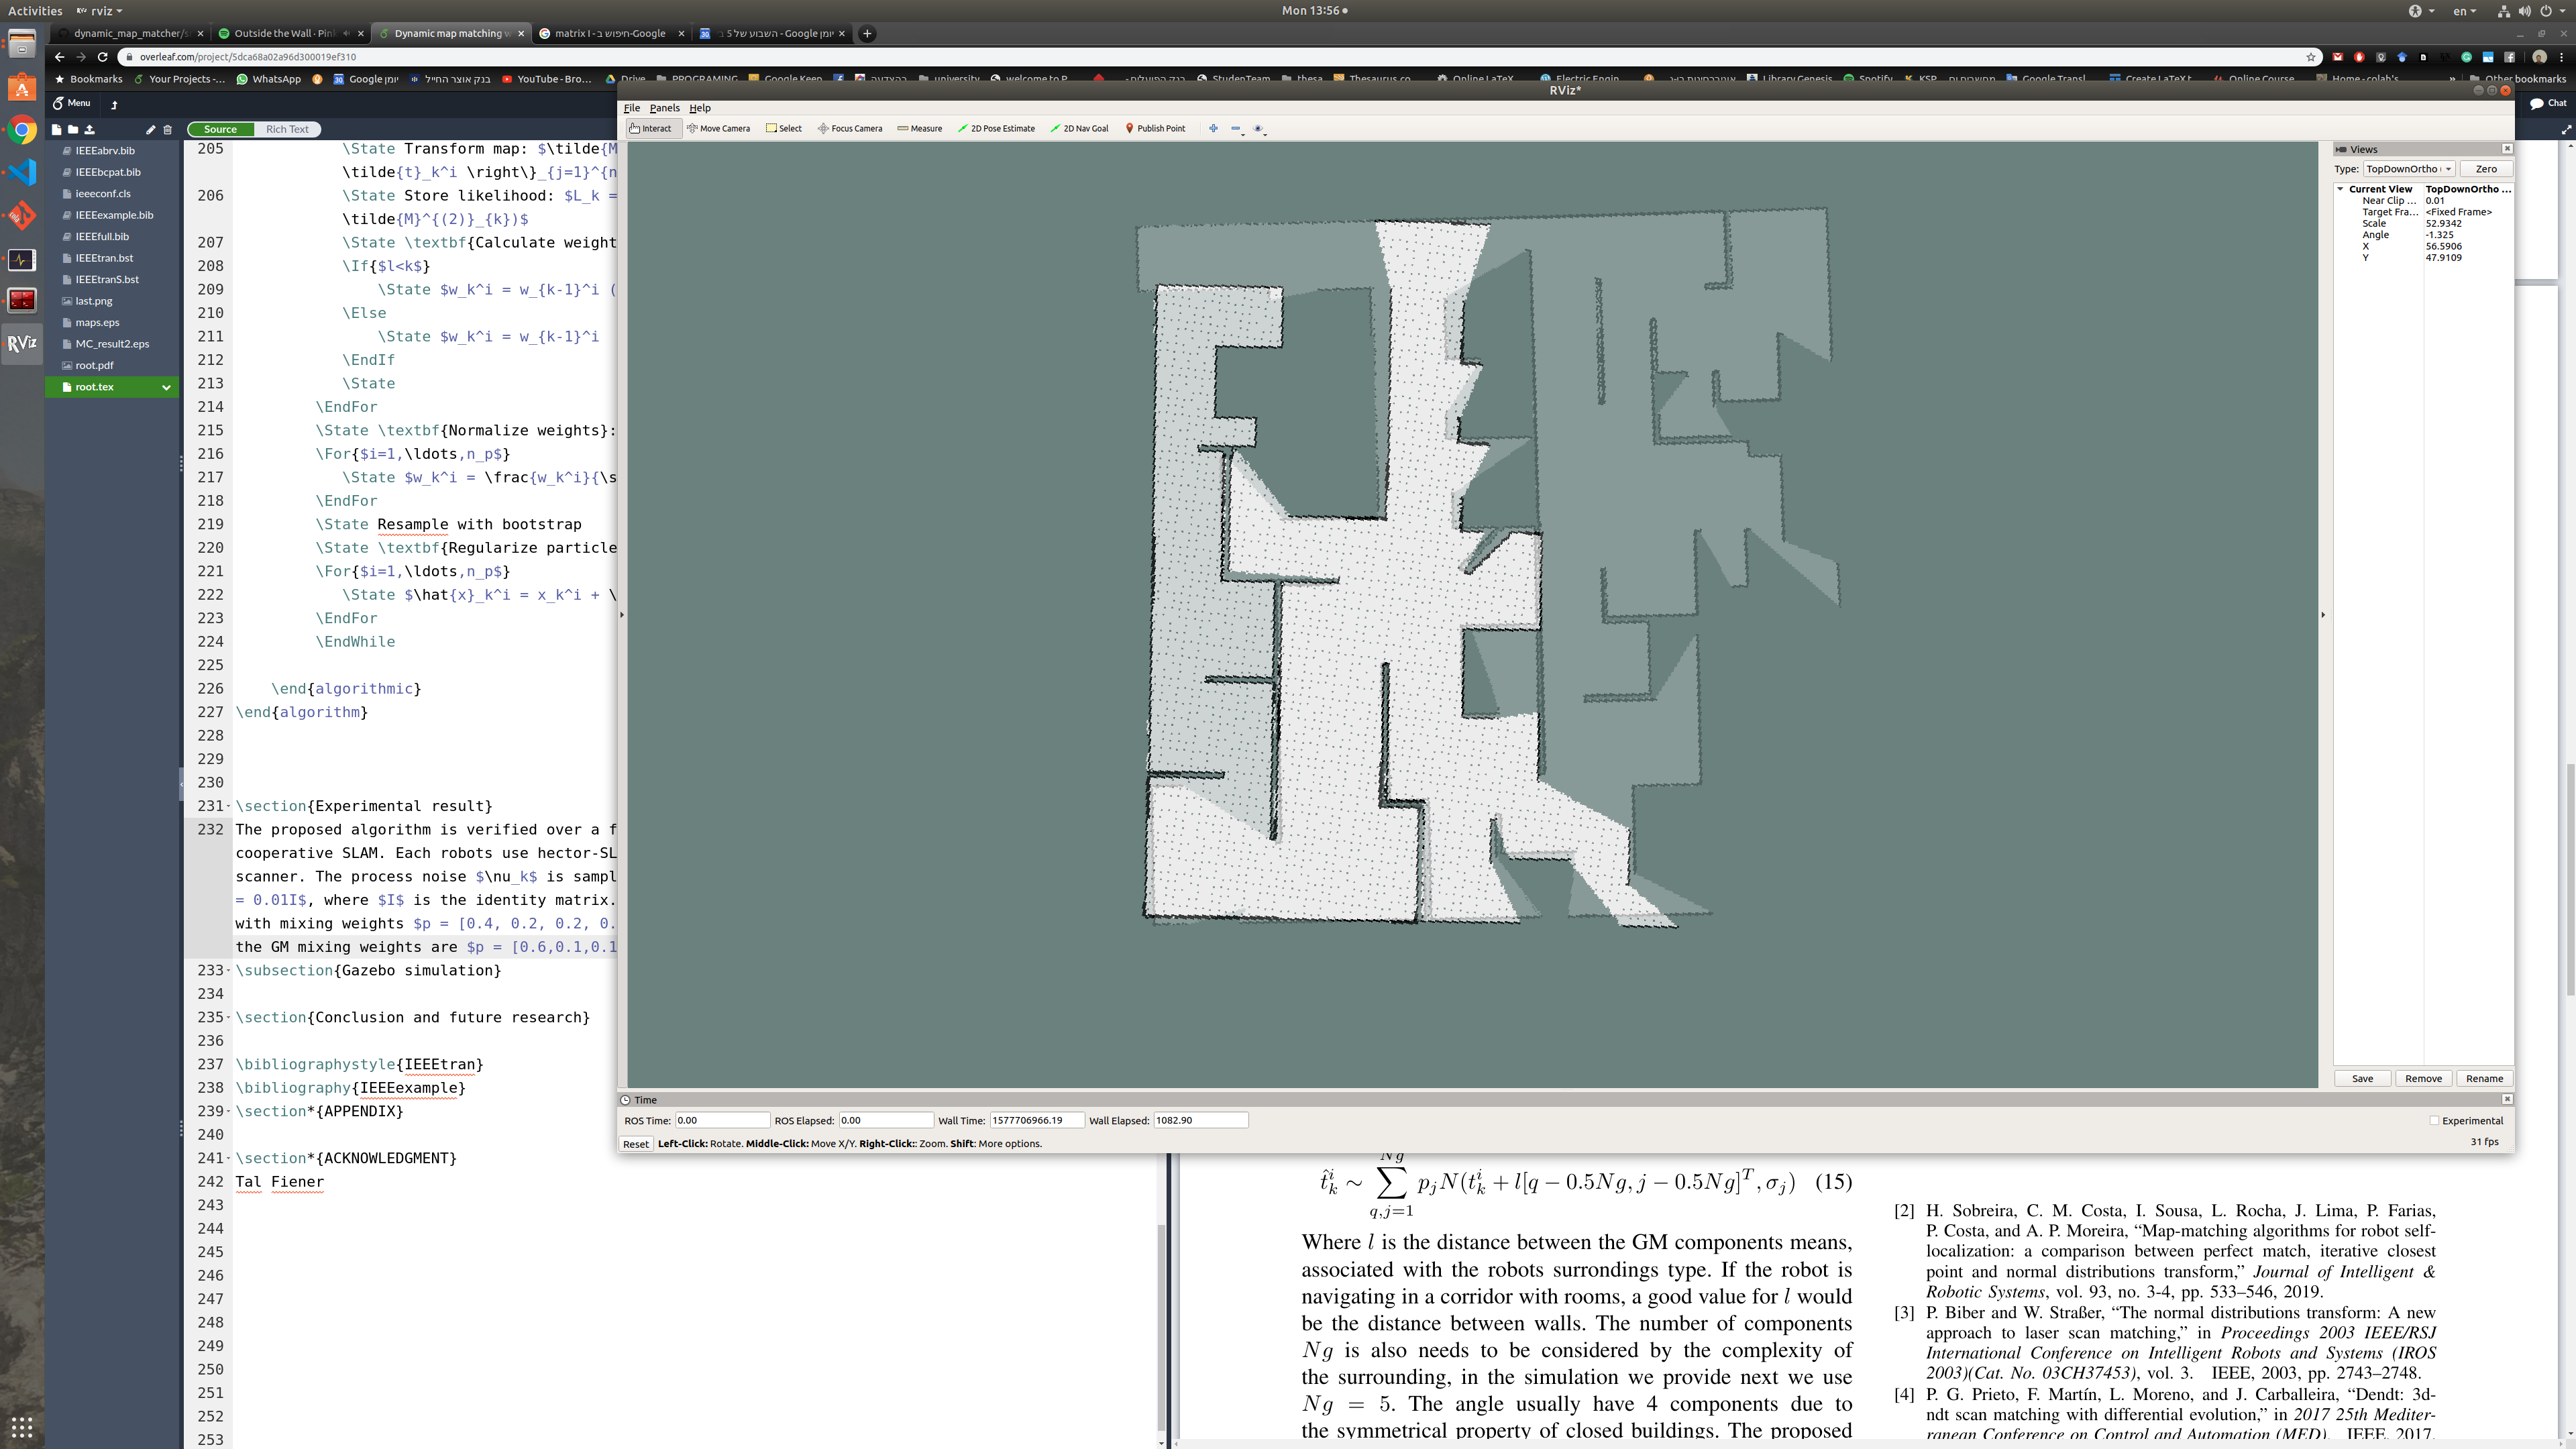 Activities
RViz
rviz
Mon 13:56
en
dynamic_map_matcher/s
Outside the Wall · Pink
Dynamic map matching w
matrix I - חיפוש ב-Google
יומן Google - השבוע של 5 ב
overleaf.com/project/5dca68a02a96d300019ef310
Bookmarks
Your Projects -...
WhatsApp
יומן Google
בנק אוצר החייל
YouTube - Bro...
Drive
PROGRAMING
Google Keep
בהצדעה
university
welcome to P
StudenTeam
thesa
Thesaurus.co
Online LaTeX
Electric Engin
Library Genesis
Spotify
KSP
Google Transl
Create LaTeX t
Online Course
Home - colah's
Other bookmarks
Menu
Chat
Source
Rich Text
IEEEabrv.bib
IEEEbcpat.bib
ieeeconf.cls
IEEEexample.bib
IEEEfull.bib
IEEEtran.bst
IEEEtranS.bst
last.png
maps.eps
MC_result2.eps
root.pdf
root.tex
205 \State Transform map: $\tilde{M
\tilde{t}_k^i \right\}_{j=1}^{n
206 \State Store likelihood: $L_k =
\tilde{M}^{(2)}_{k})$
207 \State \textbf{Calculate weight
208 \If{$l<k$}
209 \State $w_k^i = w_{k-1}^i (
210 \Else
211 \State $w_k^i = w_{k-1}^i
212 \EndIf
213 \State
214 \EndFor
215 \State \textbf{Normalize weights}:
216 \For{$i=1,\ldots,n_p$}
217 \State $w_k^i = \frac{w_k^i}{\s
218 \EndFor
219 \State Resample with bootstrap
220 \State \textbf{Regularize particle
221 \For{$i=1,\ldots,n_p$}
222 \State $\hat{x}_k^i = x_k^i + \
223 \EndFor
224 \EndWhile
225
226 \end{algorithmic}
227 \end{algorithm}
228
229
230
231 \section{Experimental result}
232 The proposed algorithm is verified over a f
cooperative SLAM. Each robots use hector-SL
scanner. The process noise $\nu_k$ is sampl
= 0.01I$, where $I$ is the identity matrix.
with mixing weights $p = [0.4, 0.2, 0.2, 0.
the GM mixing weights are $p = [0.6,0.1,0.1
233 \subsection{Gazebo simulation}
234
235 \section{Conclusion and future research}
236
237 \bibliographystyle{IEEEtran}
238 \bibliography{IEEEexample}
239 \section*{APPENDIX}
240
241 \section*{ACKNOWLEDGMENT}
242 Tal Fiener
243
244
245
246
247
248
249
250
251
252
253
RViz*
File Panels Help
Interact Move Camera Select Focus Camera Measure 2D Pose Estimate 2D Nav Goal Publish Point
Views
Type: TopDownOrtho ( Zero
Current View TopDownOrtho ...
Near Clip ... 0.01
Target Fra... <Fixed Frame>
Scale 52.9342
Angle -1.325
X 56.5906
Y 47.9109
Save Remove Rename
Time
ROS Time: 0.00 ROS Elapsed: 0.00 Wall Time: 1577706966.19 Wall Elapsed: 1082.90 Experimental
Reset Left-Click: Rotate. Middle-Click: Move X/Y. Right-Click:: Zoom. Shift: More options. 31 fps
Ng
t̂_k^i ∼ ∑ p_j N(t_k^i + l[q − 0.5Ng, j − 0.5Ng]^T, σ_j) (15)
q,j=1
Where l is the distance between the GM components means,
associated with the robots surrondings type. If the robot is
navigating in a corridor with rooms, a good value for l would
be the distance between walls. The number of components
Ng is also needs to be considered by the complexity of
the surrounding, in the simulation we provide next we use
Ng = 5. The angle usually have 4 components due to
the symmetrical property of closed buildings. The proposed
[2] H. Sobreira, C. M. Costa, I. Sousa, L. Rocha, J. Lima, P. Farias,
P. Costa, and A. P. Moreira, “Map-matching algorithms for robot self-
localization: a comparison between perfect match, iterative closest
point and normal distributions transform,” Journal of Intelligent &
Robotic Systems, vol. 93, no. 3-4, pp. 533–546, 2019.
[3] P. Biber and W. Straßer, “The normal distributions transform: A new
approach to laser scan matching,” in Proceedings 2003 IEEE/RSJ
International Conference on Intelligent Robots and Systems (IROS
2003)(Cat. No. 03CH37453), vol. 3. IEEE, 2003, pp. 2743–2748.
[4] P. G. Prieto, F. Martín, L. Moreno, and J. Carballeira, “Dendt: 3d-
ndt scan matching with differential evolution,” in 2017 25th Mediter-
ranean Conference on Control and Automation (MED). IEEE, 2017,